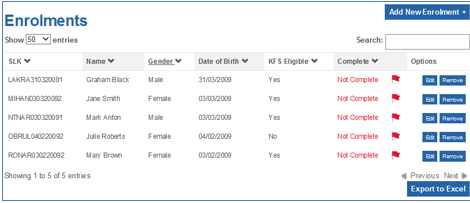 Add New Enrolment +
Enrolments
Show 50 entries
Search:
SLK Name Gender Date of Birth KFS Eligible Complete Options
LAKRA310320091 Graham Black Male 31/03/2009 Yes Not Complete Edit Remove
MIHAN030320092 Jane Smith Female 03/03/2009 Yes Not Complete Edit Remove
NTNAR030320091 Mark Anton Male 03/03/2009 Yes Not Complete Edit Remove
OBRUL040220092 Julie Roberts Female 04/02/2009 No Not Complete Edit Remove
RONAR030220092 Mary Brown Female 03/02/2009 Yes Not Complete Edit Remove
Showing 1 to 5 of 5 entries
Previous Next
Export to Excel